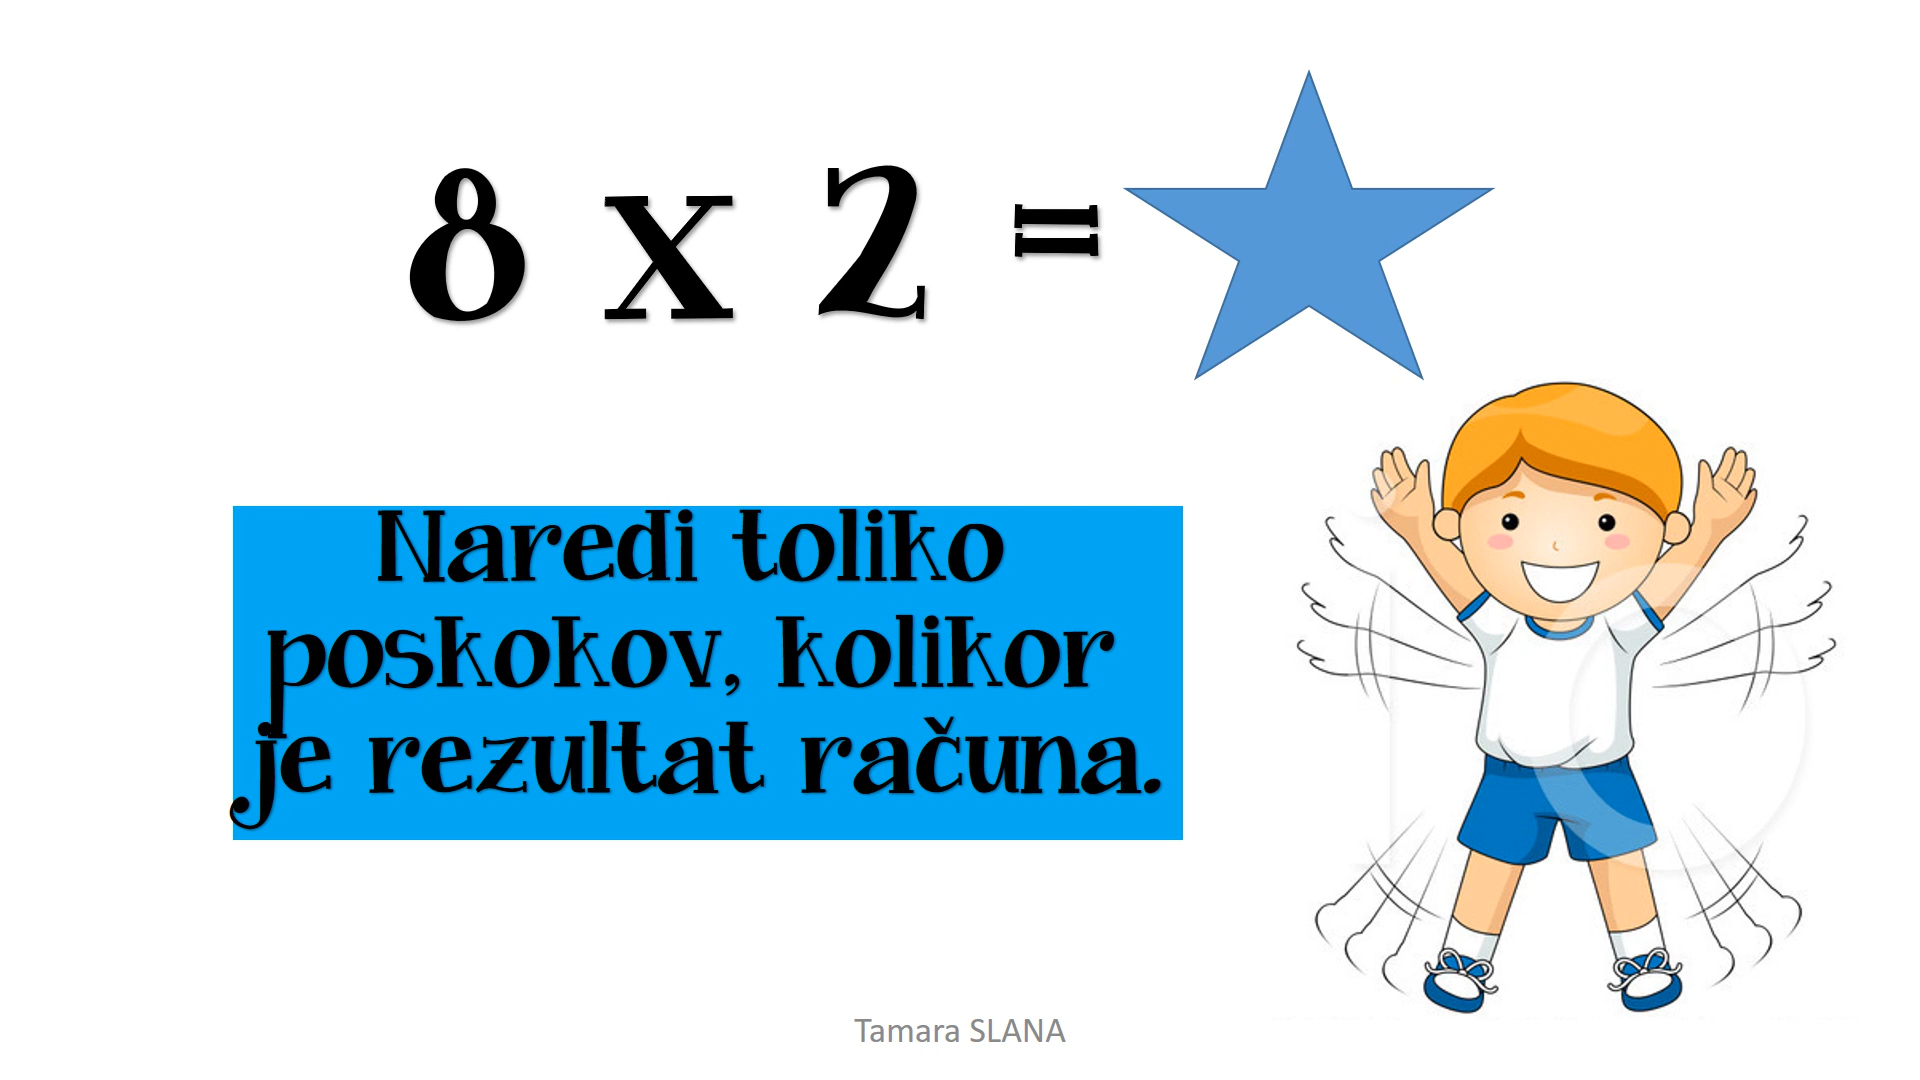 8 x 2 =
Naredi toliko
poskokov, kolikor
je rezultat računa.
Tamara SLANA